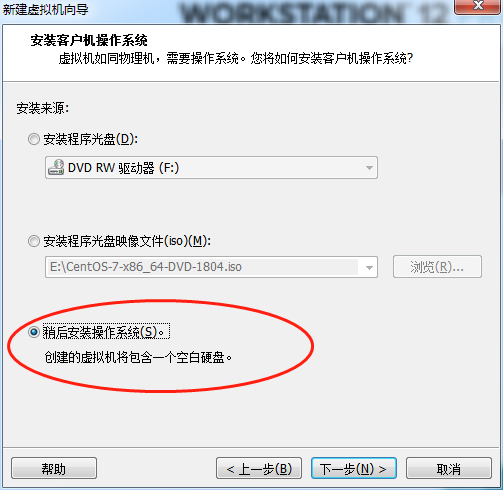 新建虚拟机向导
WORKSTATION 12
安装客户机操作系统
虚拟机如同物理机，需要操作系统。您将如何安装客户机操作系统?
安装来源:
安装程序光盘(D):
DVD RW 驱动器 (F:)
安装程序光盘映像文件(iso)(M):
E:\CentOS-7-x86_64-DVD-1804.iso
浏览(R)...
稍后安装操作系统(S)。
创建的虚拟机将包含一个空白硬盘。
帮助
< 上一步(B)
下一步(N) >
取消